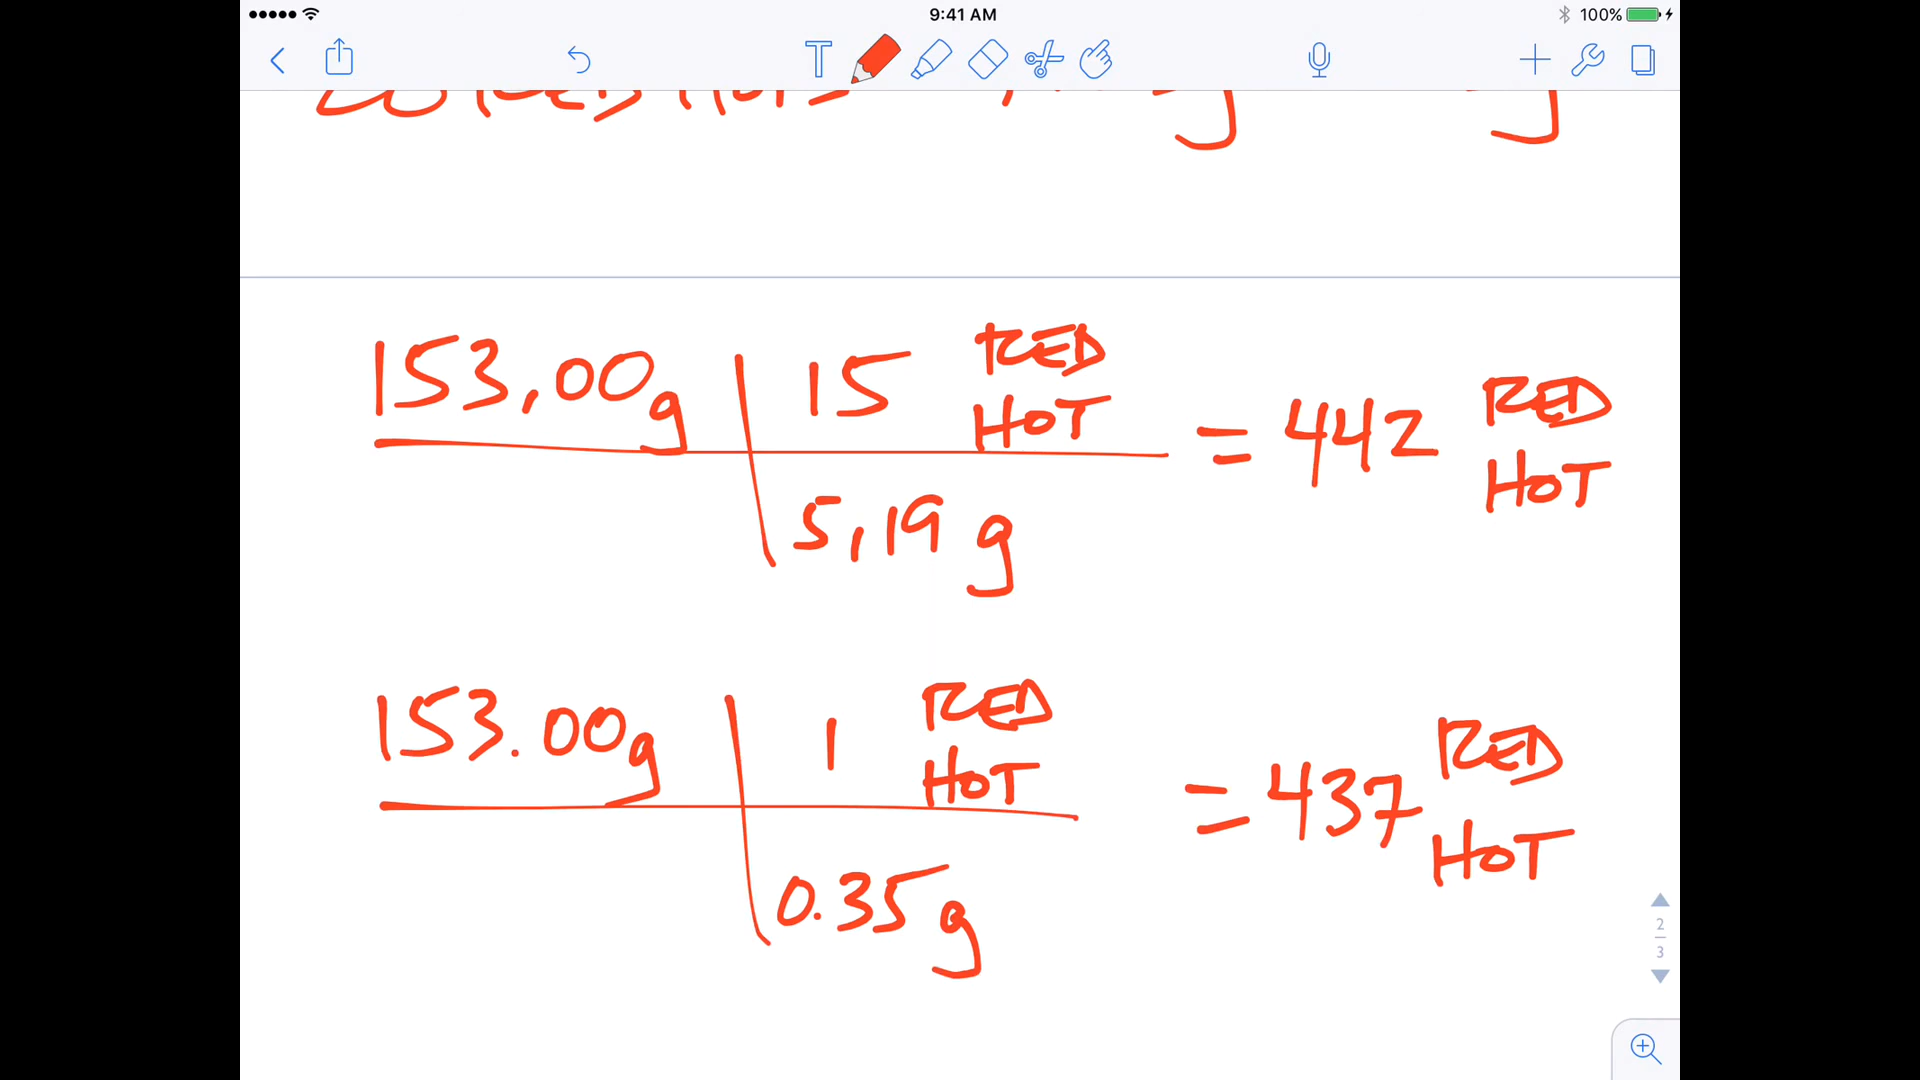 9:41 AM 100%
T
153.00g 15 RED HOT = 442 RED HOT
5.19 g
153.00g 1 RED HOT = 437 RED HOT
0.35 g
2
3